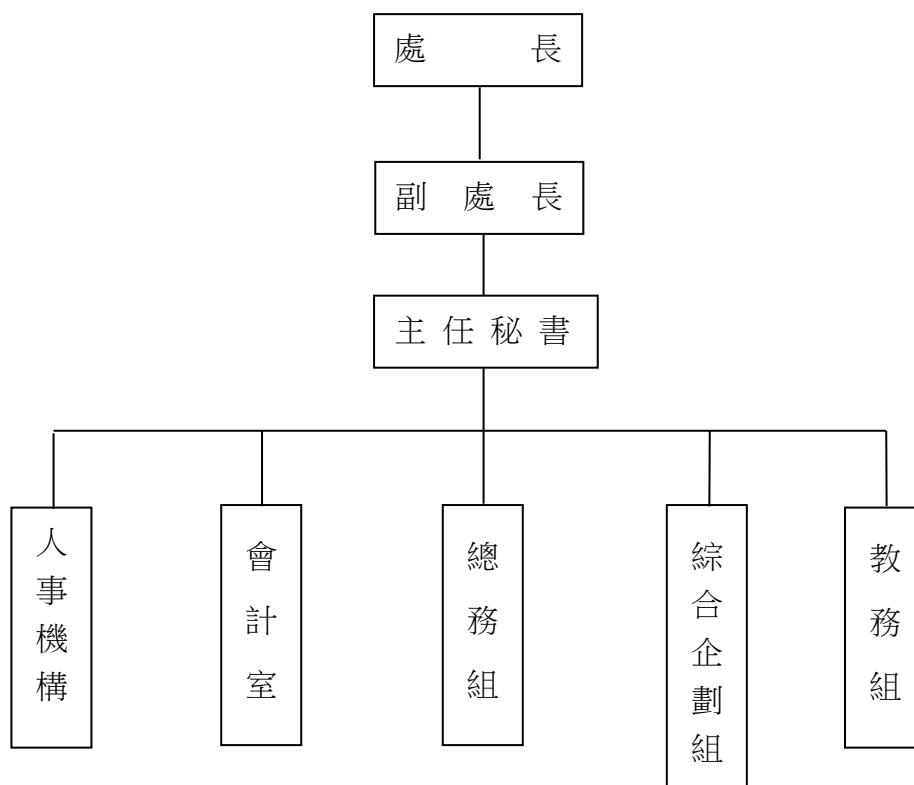 處長
副處長
主任秘書
人事機構
會計室
總務組
綜合企劃組
教務組